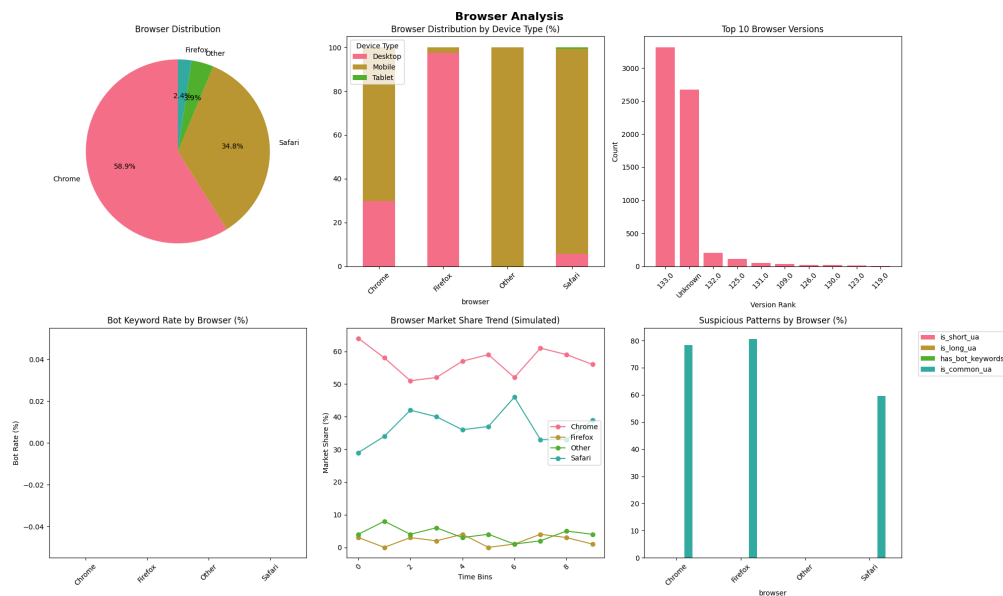 Browser Analysis
Browser Distribution
Firefox
Other
2.4%
3.9%
34.8%
Safari
58.9%
Chrome
Browser Distribution by Device Type (%)
Device Type
Desktop
Mobile
Tablet
100
80
60
40
20
0
Chrome
Firefox
Other
Safari
browser
Top 10 Browser Versions
Count
3000
2500
2000
1500
1000
500
0
133.0
Unknown
132.0
125.0
131.0
109.0
126.0
130.0
123.0
119.0
Version Rank
Bot Keyword Rate by Browser (%)
Bot Rate (%)
0.04
0.02
0.00
−0.02
−0.04
Chrome
Firefox
Other
Safari
Browser Market Share Trend (Simulated)
Market Share (%)
60
50
40
30
20
10
0
Chrome
Firefox
Other
Safari
0
2
4
6
8
Time Bins
Suspicious Patterns by Browser (%)
80
70
60
50
40
30
20
10
0
Chrome
Firefox
Other
Safari
browser
is_short_ua
is_long_ua
has_bot_keywords
is_common_ua